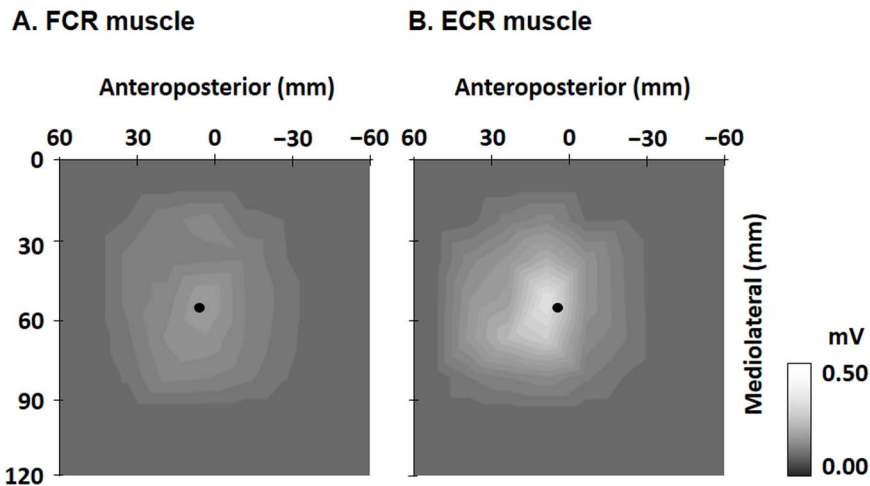 A. FCR muscle
B. ECR muscle
Anteroposterior (mm)
Anteroposterior (mm)
60 30 0 −30 −60
60 30 0 −30 −60
0
30
60
90
120
Mediolateral (mm)
mV
0.50
0.00